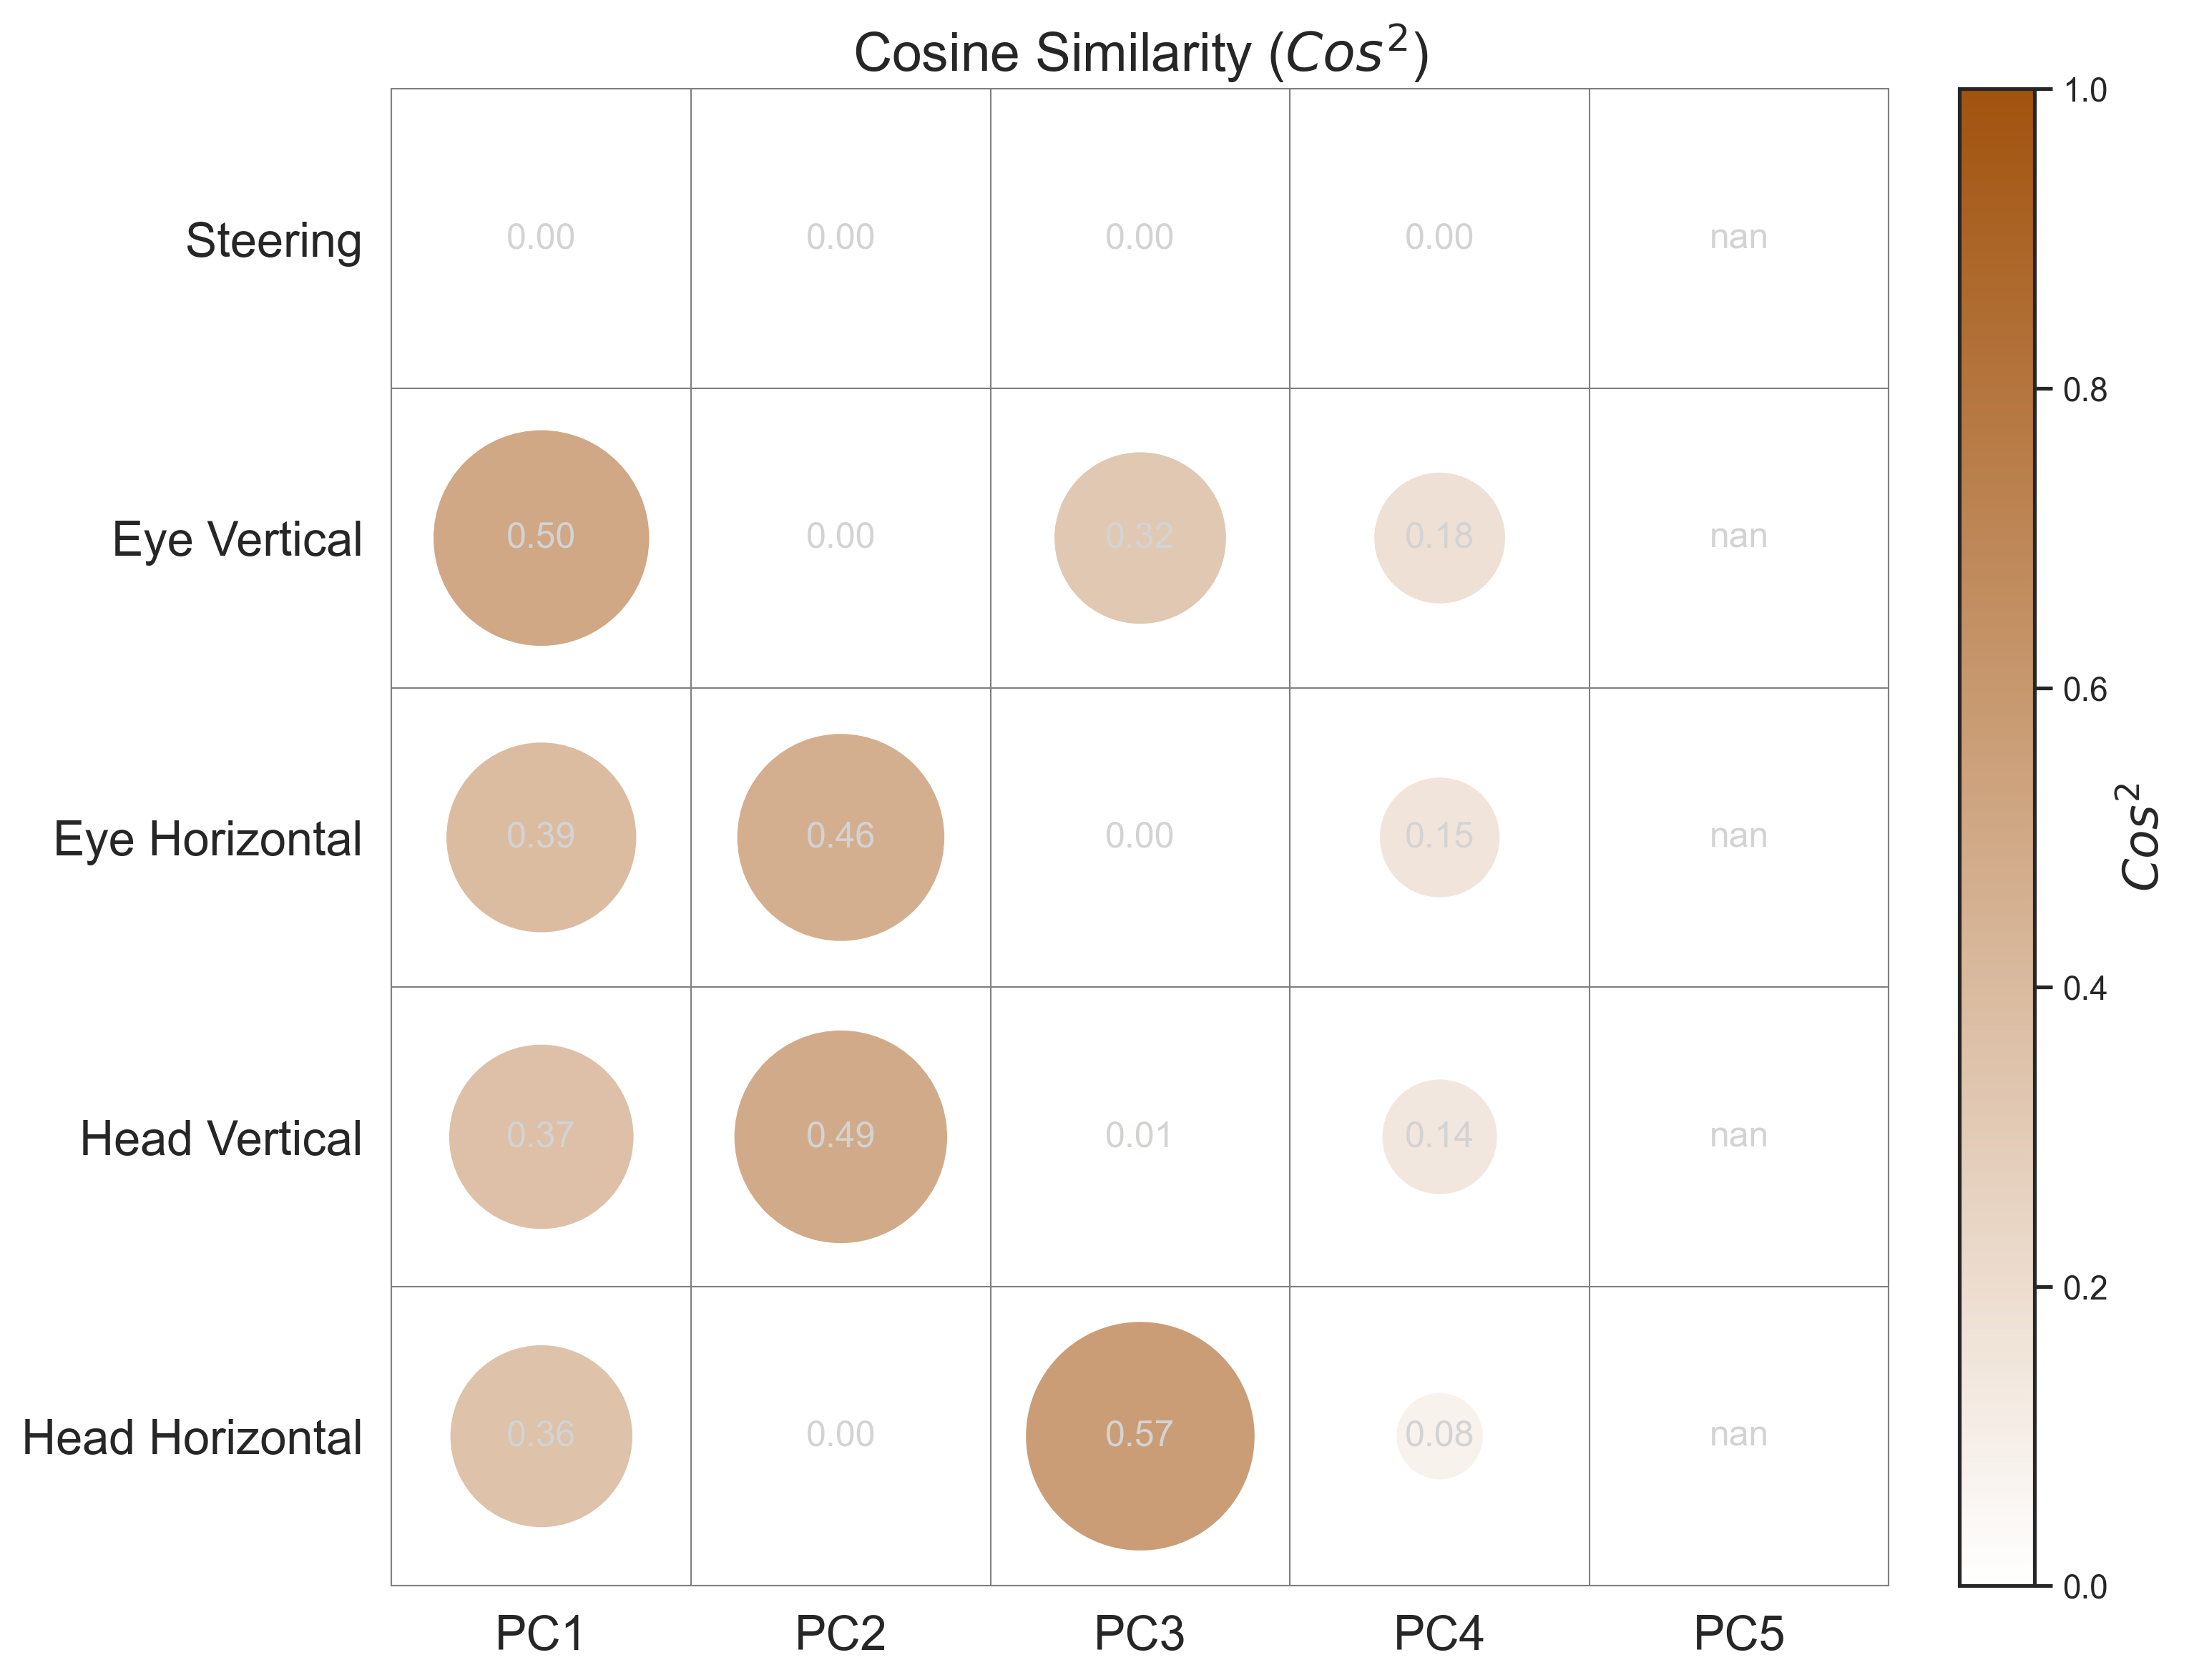 Cosine Similarity (Cos²)
Steering 0.00 0.00 0.00 0.00 nan
Eye Vertical 0.50 0.00 0.32 0.18 nan
Eye Horizontal 0.39 0.46 0.00 0.15 nan
Head Vertical 0.37 0.49 0.01 0.14 nan
Head Horizontal 0.36 0.00 0.57 0.08 nan
PC1 PC2 PC3 PC4 PC5
1.0
0.8
0.6
0.4
0.2
0.0
Cos²